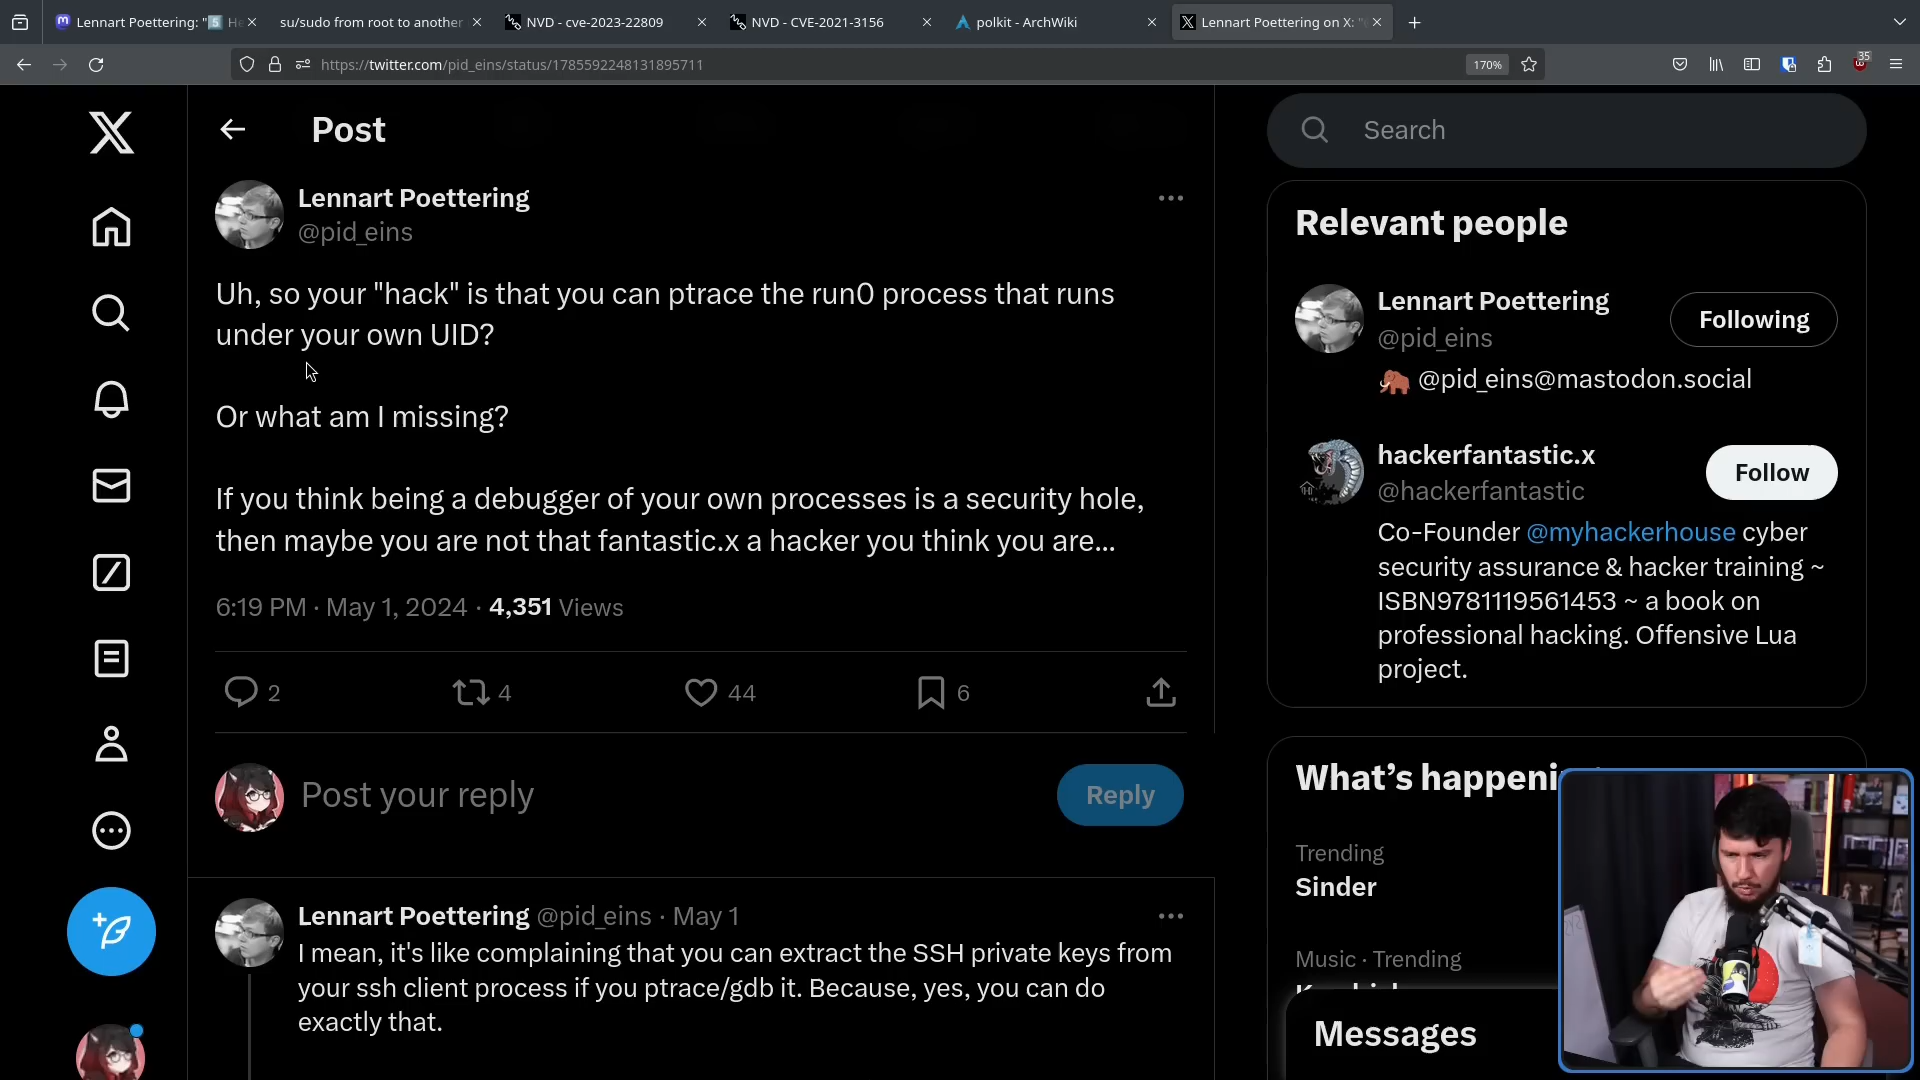 Lennart Poettering: "5 He
su/sudo from root to another
NVD - cve-2023-22809
NVD - CVE-2021-3156
polkit - ArchWiki
Lennart Poettering on X: "
https://twitter.com/pid_eins/status/1785592248131895711
170%
35
Post
Search
Lennart Poettering
@pid_eins
Uh, so your "hack" is that you can ptrace the run0 process that runs
under your own UID?
Or what am I missing?
If you think being a debugger of your own processes is a security hole,
then maybe you are not that fantastic.x a hacker you think you are...
6:19 PM · May 1, 2024 · 4,351 Views
2
4
44
6
Post your reply
Reply
Lennart Poettering @pid_eins · May 1
I mean, it's like complaining that you can extract the SSH private keys from
your ssh client process if you ptrace/gdb it. Because, yes, you can do
exactly that.
Relevant people
Lennart Poettering
Following
@pid_eins
@pid_eins@mastodon.social
hackerfantastic.x
Follow
@hackerfantastic
Co-Founder @myhackerhouse cyber
security assurance & hacker training ~
ISBN9781119561453 ~ a book on
professional hacking. Offensive Lua
project.
What's happeni
Trending
Sinder
Music · Trending
Messages